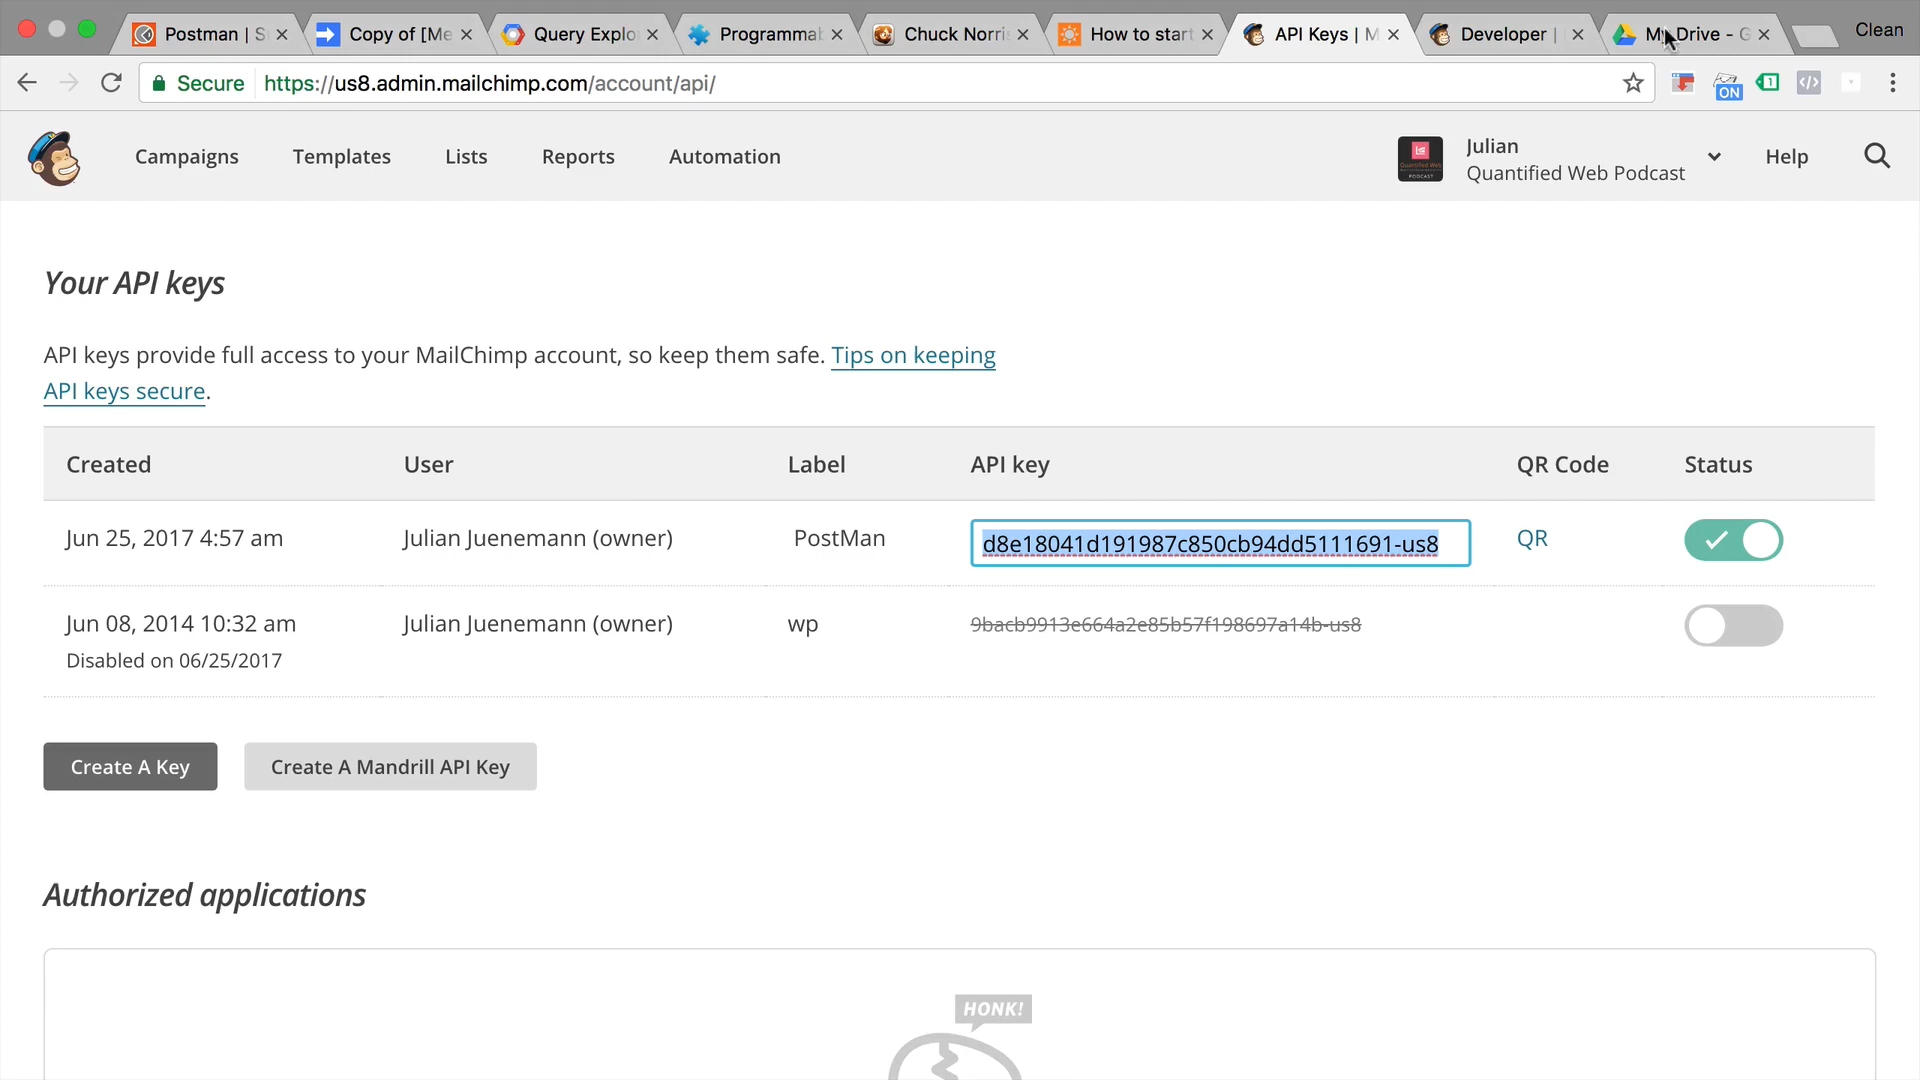 Postman | S
Copy of [Me
Query Explo
Programmab
Chuck Norri
How to start
API Keys | M
Developer |
My Drive - G
Clean
Secure https://us8.admin.mailchimp.com/account/api/
ON
1
Campaigns Templates Lists Reports Automation
Julian
Quantified Web Podcast
Help
Your API keys
API keys provide full access to your MailChimp account, so keep them safe. Tips on keeping
API keys secure.
Created User Label API key QR Code Status
Jun 25, 2017 4:57 am Julian Juenemann (owner) PostMan d8e18041d191987c850cb94dd5111691-us8 QR
Jun 08, 2014 10:32 am Julian Juenemann (owner) wp 9bacb9913e664a2e85b57f198697a14b-us8
Disabled on 06/25/2017
Create A Key Create A Mandrill API Key
Authorized applications
HONK!